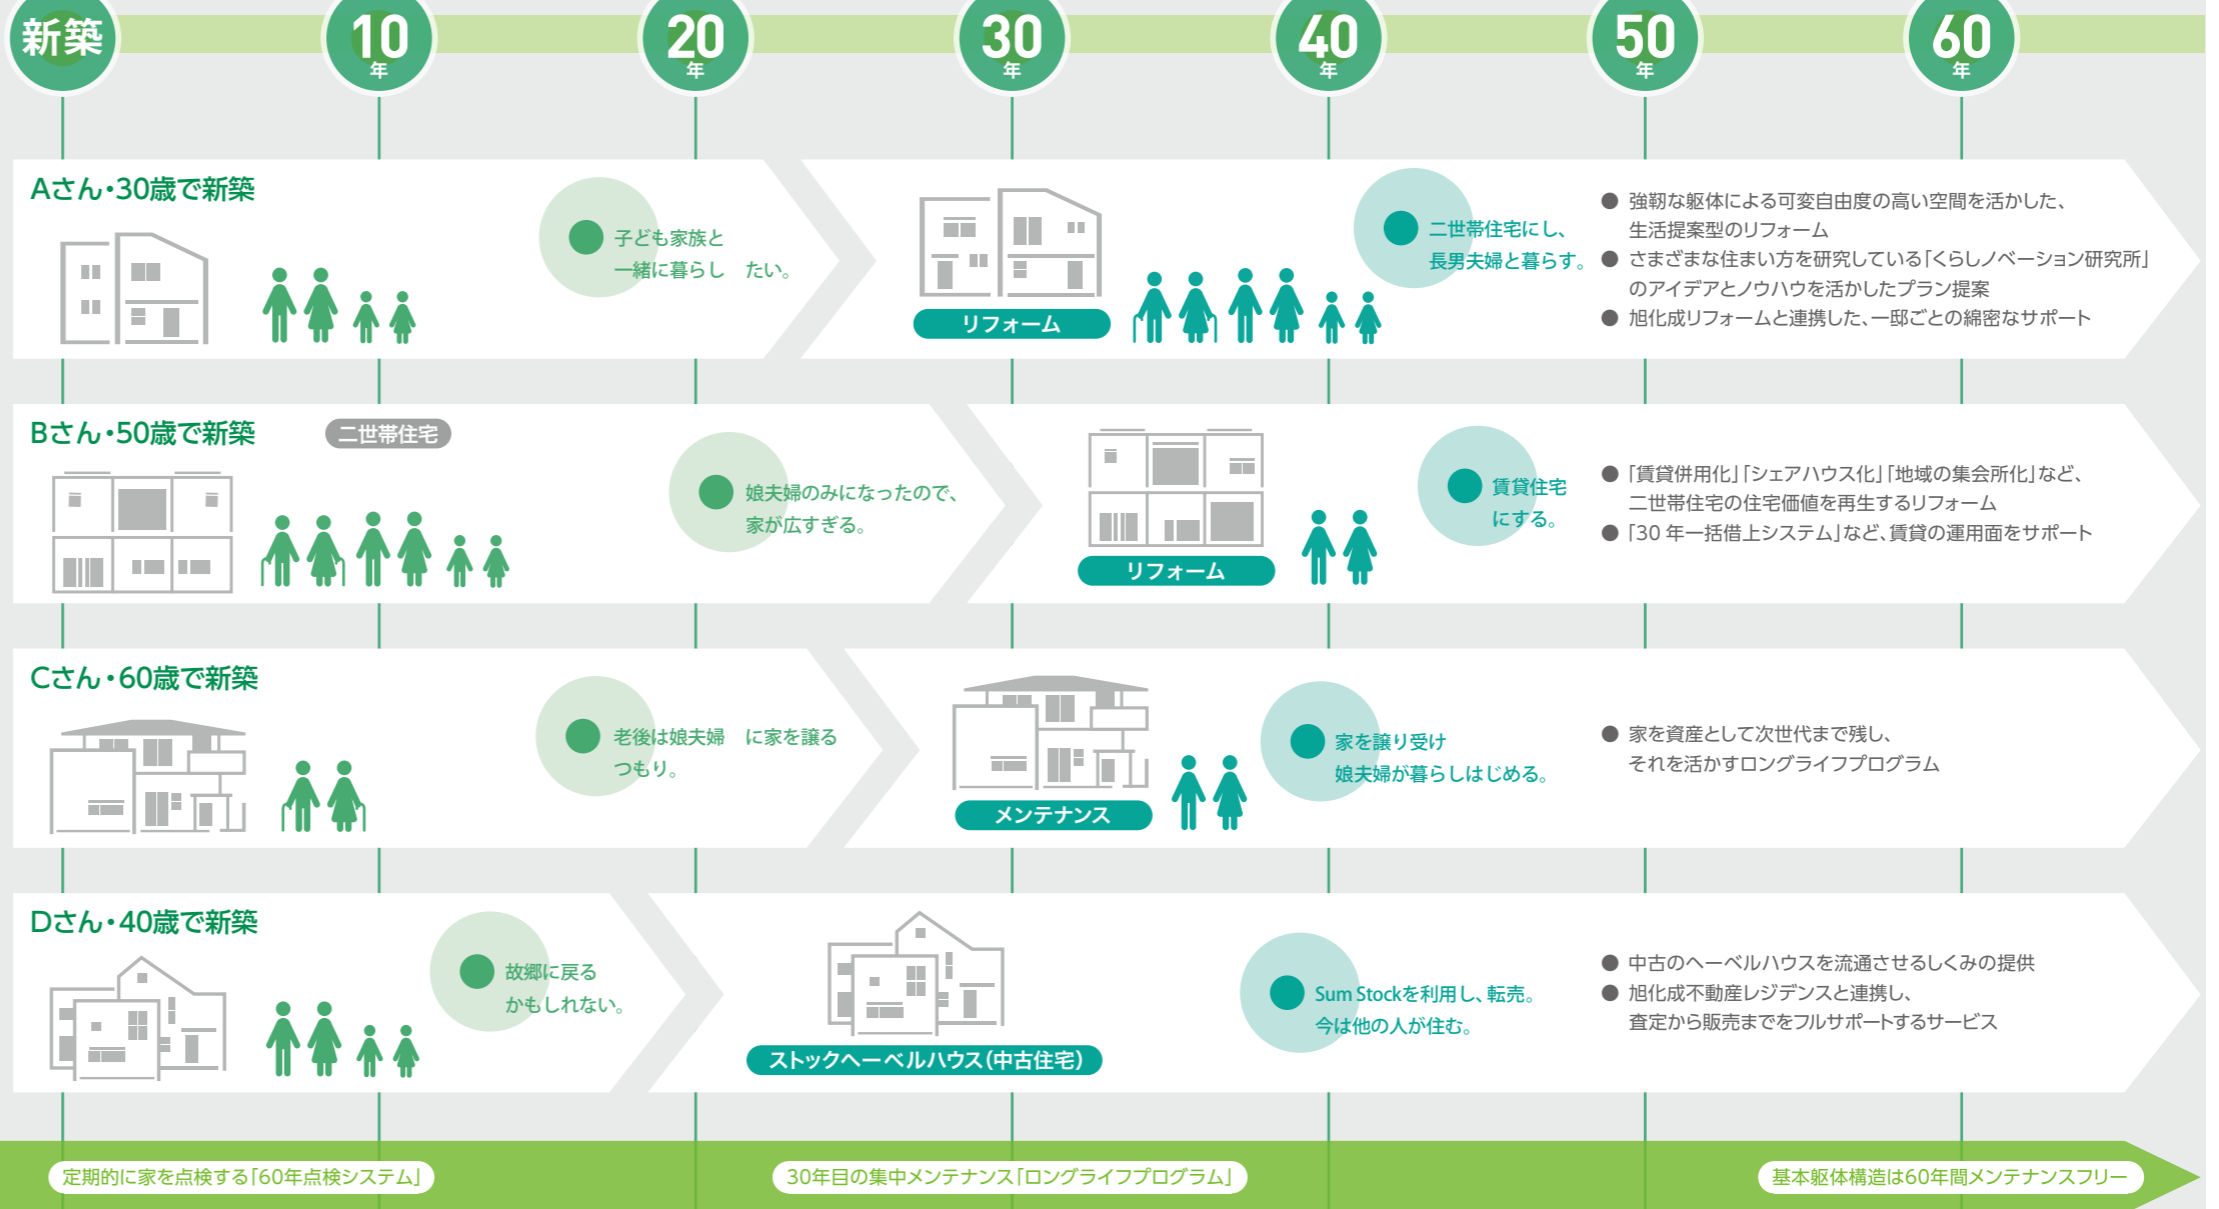 新築
10年
20年
30年
40年
50年
60年
Aさん・30歳で新築
子ども家族と
一緒に暮らし たい。
リフォーム
二世帯住宅にし、
長男夫婦と暮らす。
● 強靭な躯体による可変自由度の高い空間を活かした、
生活提案型のリフォーム
● さまざまな住まい方を研究している「くらしノベーション研究所」
のアイデアとノウハウを活かしたプラン提案
● 旭化成リフォームと連携した、一邸ごとの綿密なサポート
Bさん・50歳で新築
二世帯住宅
娘夫婦のみになったので、
家が広すぎる。
リフォーム
賃貸住宅
にする。
● 「賃貸併用化」「シェアハウス化」「地域の集会所化」など、
二世帯住宅の住宅価値を再生するリフォーム
● 「30 年一括借上システム」など、賃貸の運用面をサポート
Cさん・60歳で新築
老後は娘夫婦 に家を譲る
つもり。
メンテナンス
家を譲り受け
娘夫婦が暮らしはじめる。
● 家を資産として次世代まで残し、
それを活かすロングライフプログラム
Dさん・40歳で新築
故郷に戻る
かもしれない。
ストックヘーベルハウス(中古住宅)
Sum Stockを利用し、転売。
今は他の人が住む。
● 中古のヘーベルハウスを流通させるしくみの提供
● 旭化成不動産レジデンスと連携し、
査定から販売までをフルサポートするサービス
定期的に家を点検する「60年点検システム」
30年目の集中メンテナンス「ロングライフプログラム」
基本躯体構造は60年間メンテナンスフリー